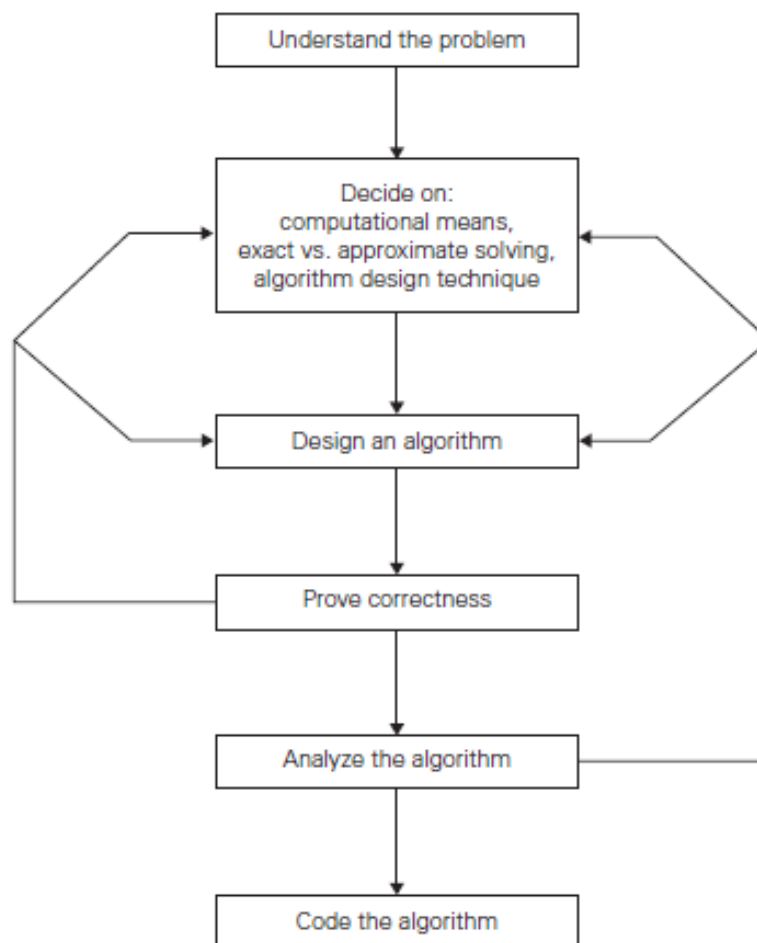 Understand the problem
Decide on:
computational means,
exact vs. approximate solving,
algorithm design technique
Design an algorithm
Prove correctness
Analyze the algorithm
Code the algorithm